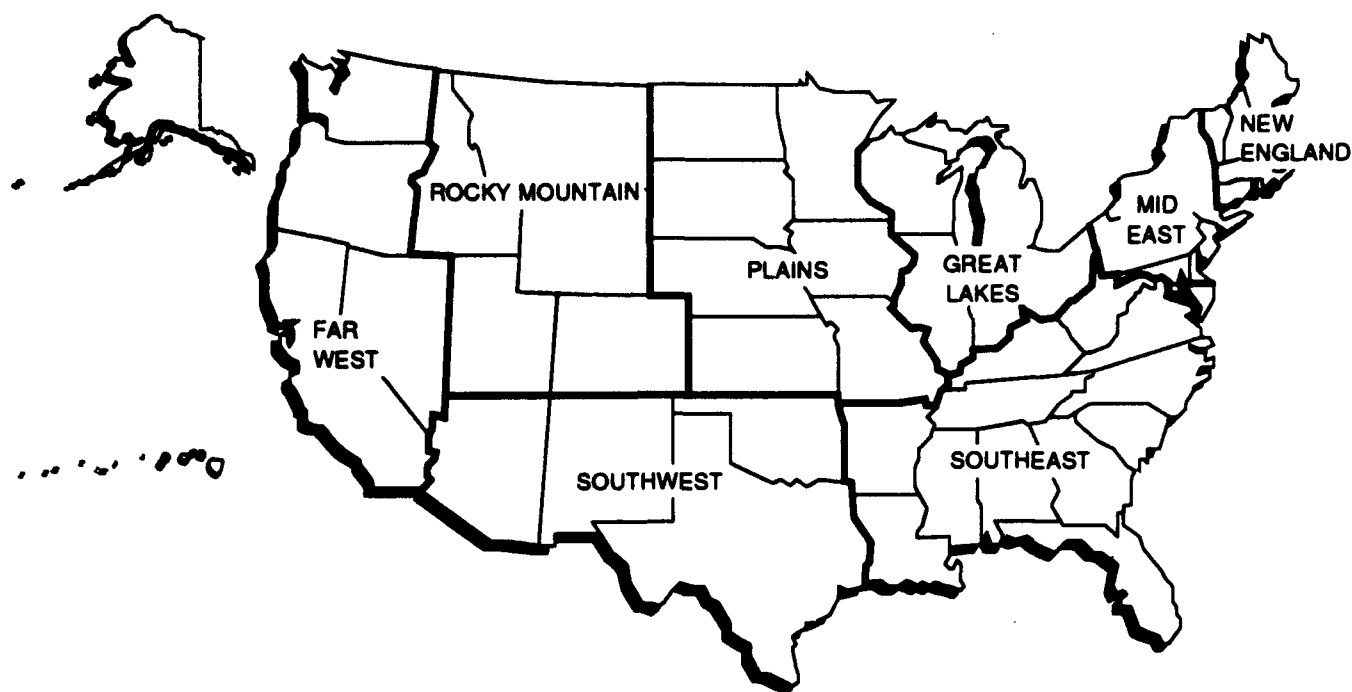 NEW
ENGLAND
ROCKY MOUNTAIN
MID
EAST
PLAINS
GREAT
LAKES
FAR
WEST
SOUTHEAST
SOUTHWEST